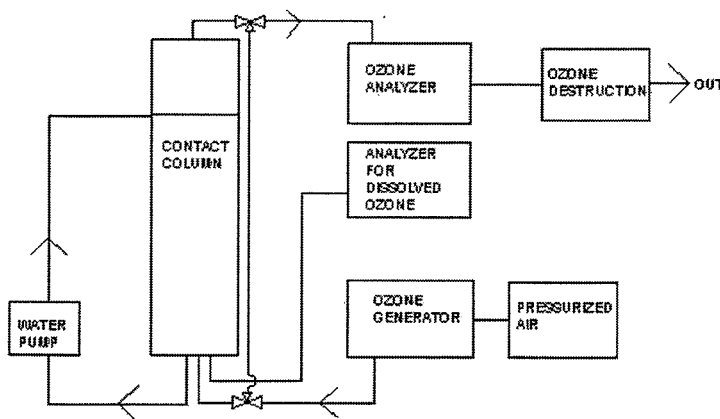 OZONE
ANALYZER
OZONE
DESTRUCTION
OUT
CONTACT
COLUMN
ANALYZER
FOR
DISSOLVED
OZONE
OZONE
GENERATOR
PRESSURIZED
AIR
WATER
PUMP